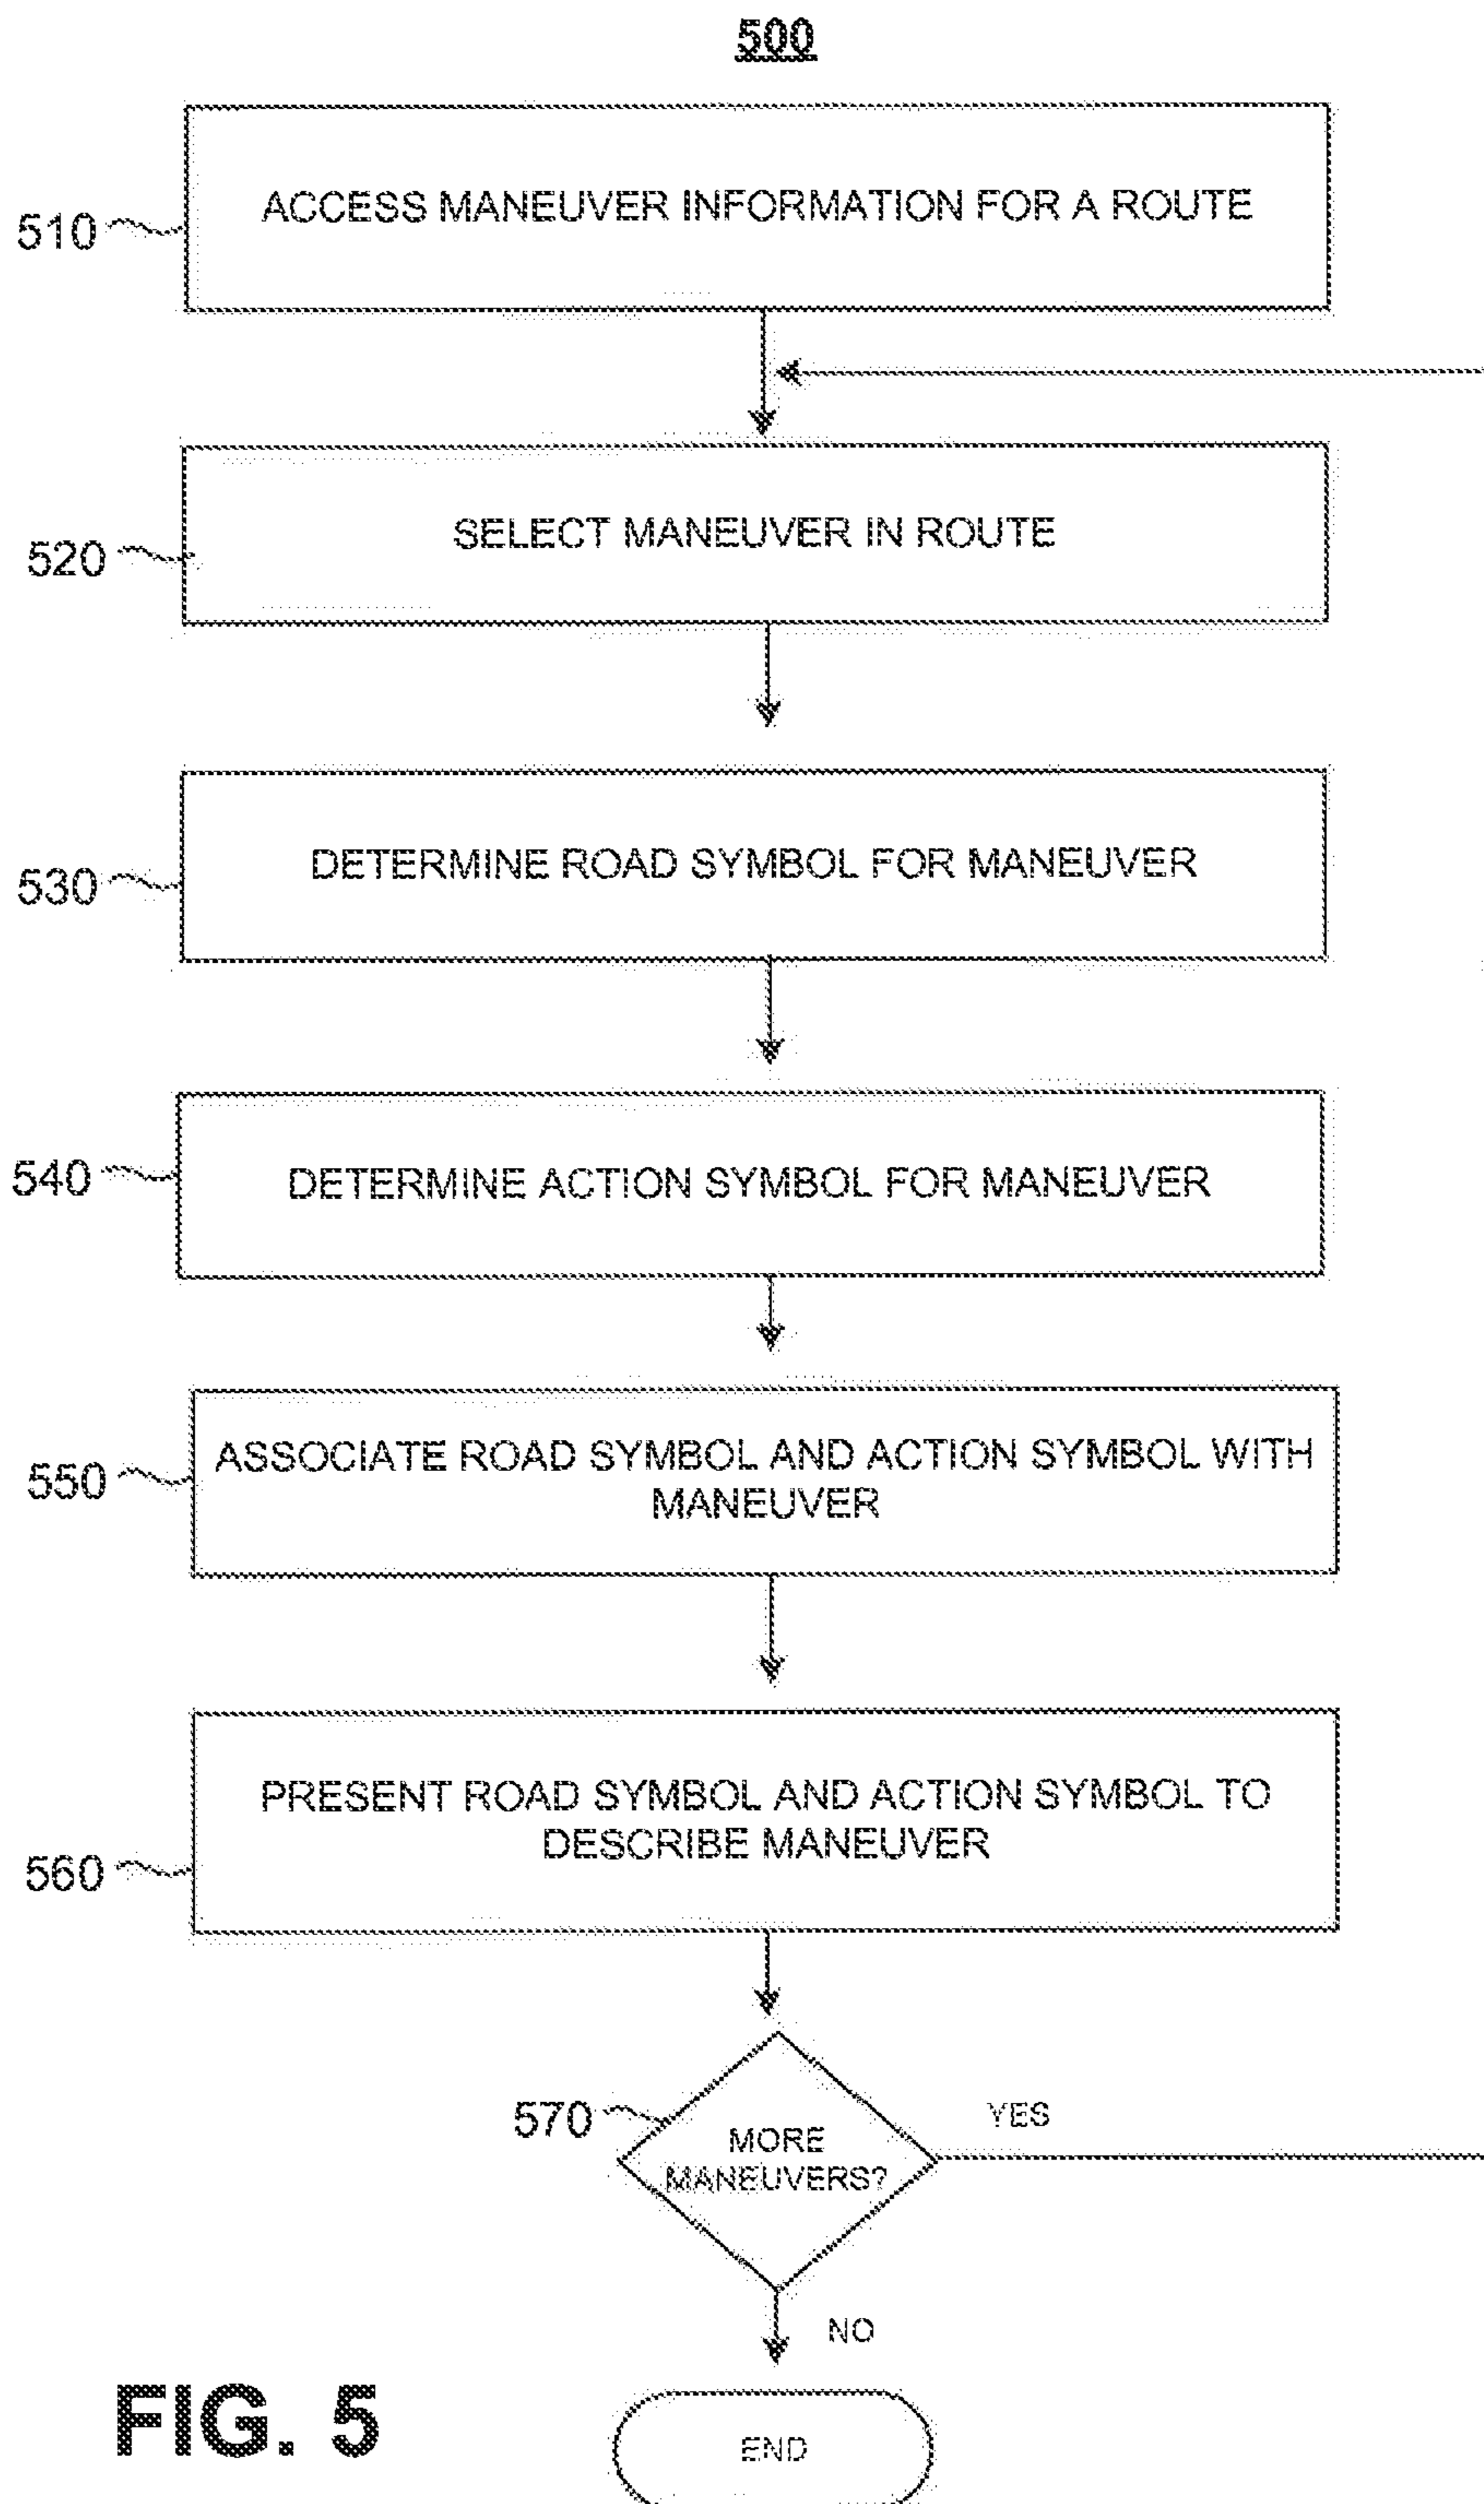 500
ACCESS MANEUVER INFORMATION FOR A ROUTE
510
SELECT MANEUVER IN ROUTE
520
DETERMINE ROAD SYMBOL FOR MANEUVER
530
DETERMINE ACTION SYMBOL FOR MANEUVER
540
ASSOCIATE ROAD SYMBOL AND ACTION SYMBOL WITH
MANEUVER
550
PRESENT ROAD SYMBOL AND ACTION SYMBOL TO
DESCRIBE MANEUVER
560
570
MORE
MANEUVERS?
YES
NO
END
FIG. 5